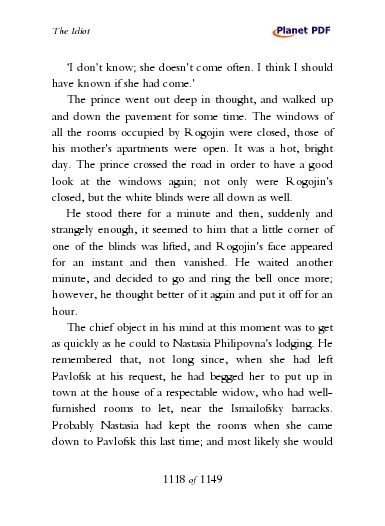 The Idiot
Planet PDF
‘I don’t know; she doesn’t come often. I think I should
have known if she had come.’
The prince went out deep in thought, and walked up
and down the pavement for some time. The windows of
all the rooms occupied by Rogojin were closed, those of
his mother’s apartments were open. It was a hot, bright
day. The prince crossed the road in order to have a good
look at the windows again; not only were Rogojin’s
closed, but the white blinds were all down as well.
He stood there for a minute and then, suddenly and
strangely enough, it seemed to him that a little corner of
one of the blinds was lifted, and Rogojin’s face appeared
for an instant and then vanished. He waited another
minute, and decided to go and ring the bell once more;
however, he thought better of it again and put it off for an
hour.
The chief object in his mind at this moment was to get
as quickly as he could to Nastasia Philipovna’s lodging. He
remembered that, not long since, when she had left
Pavlofsk at his request, he had begged her to put up in
town at the house of a respectable widow, who had well-
furnished rooms to let, near the Ismailofsky barracks.
Probably Nastasia had kept the rooms when she came
down to Pavlofsk this last time; and most likely she would
1118 of 1149